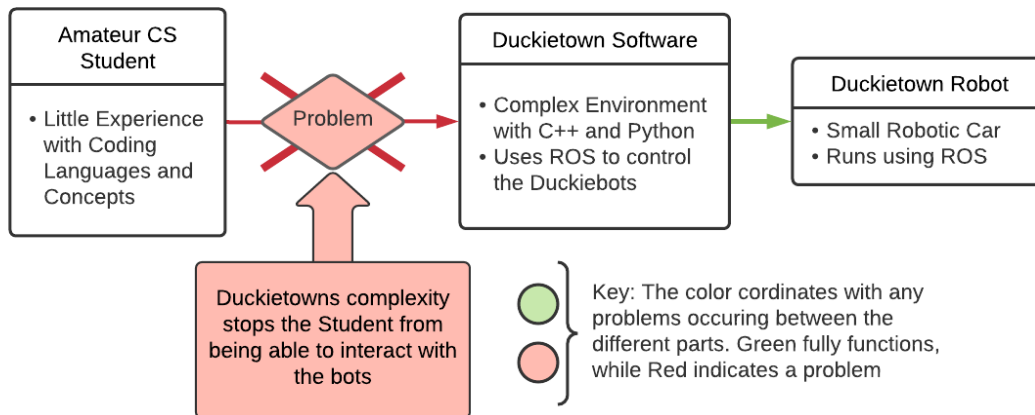 Amateur CS
Student
• Little Experience
with Coding
Languages and
Concepts
Problem
Duckietown Software
• Complex Environment
with C++ and Python
• Uses ROS to control
the Duckiebots
Duckietown Robot
• Small Robotic Car
• Runs using ROS
Duckietowns complexity
stops the Student from
being able to interact with
the bots
Key: The color cordinates with any
problems occuring between the
different parts. Green fully functions,
while Red indicates a problem